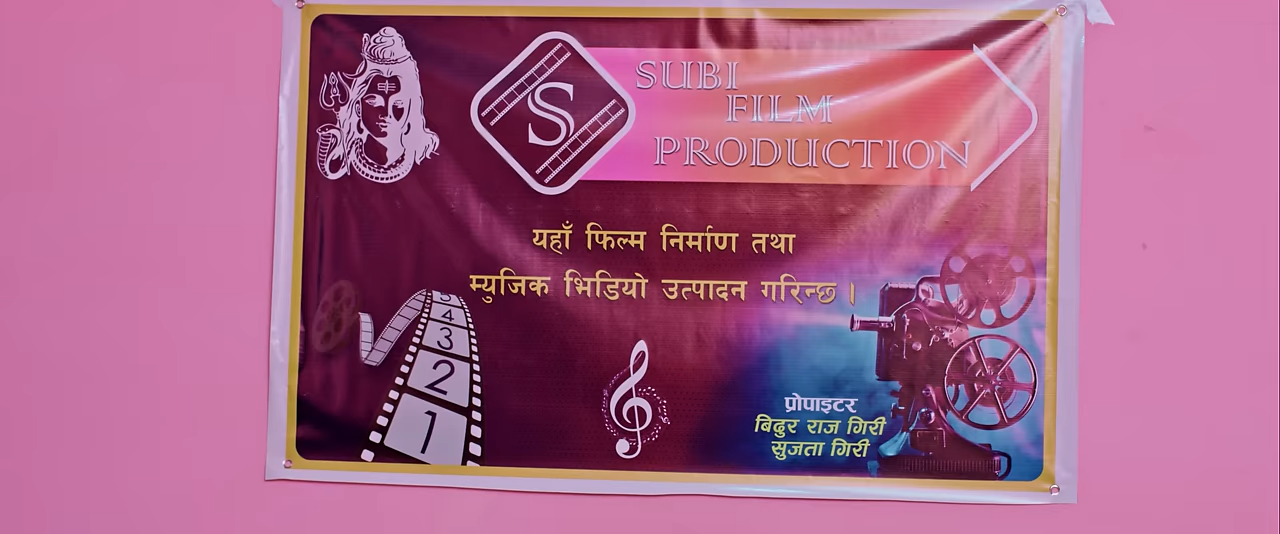 S
SUBI
FILM
PRODUCTION
यहाँ फिल्म निर्माण तथा
म्युजिक भिडियो उत्पादन गरिन्छ ।
5
4
3
2
1
प्रोपाइटर
बिदुर राज गिरी
सुजता गिरी